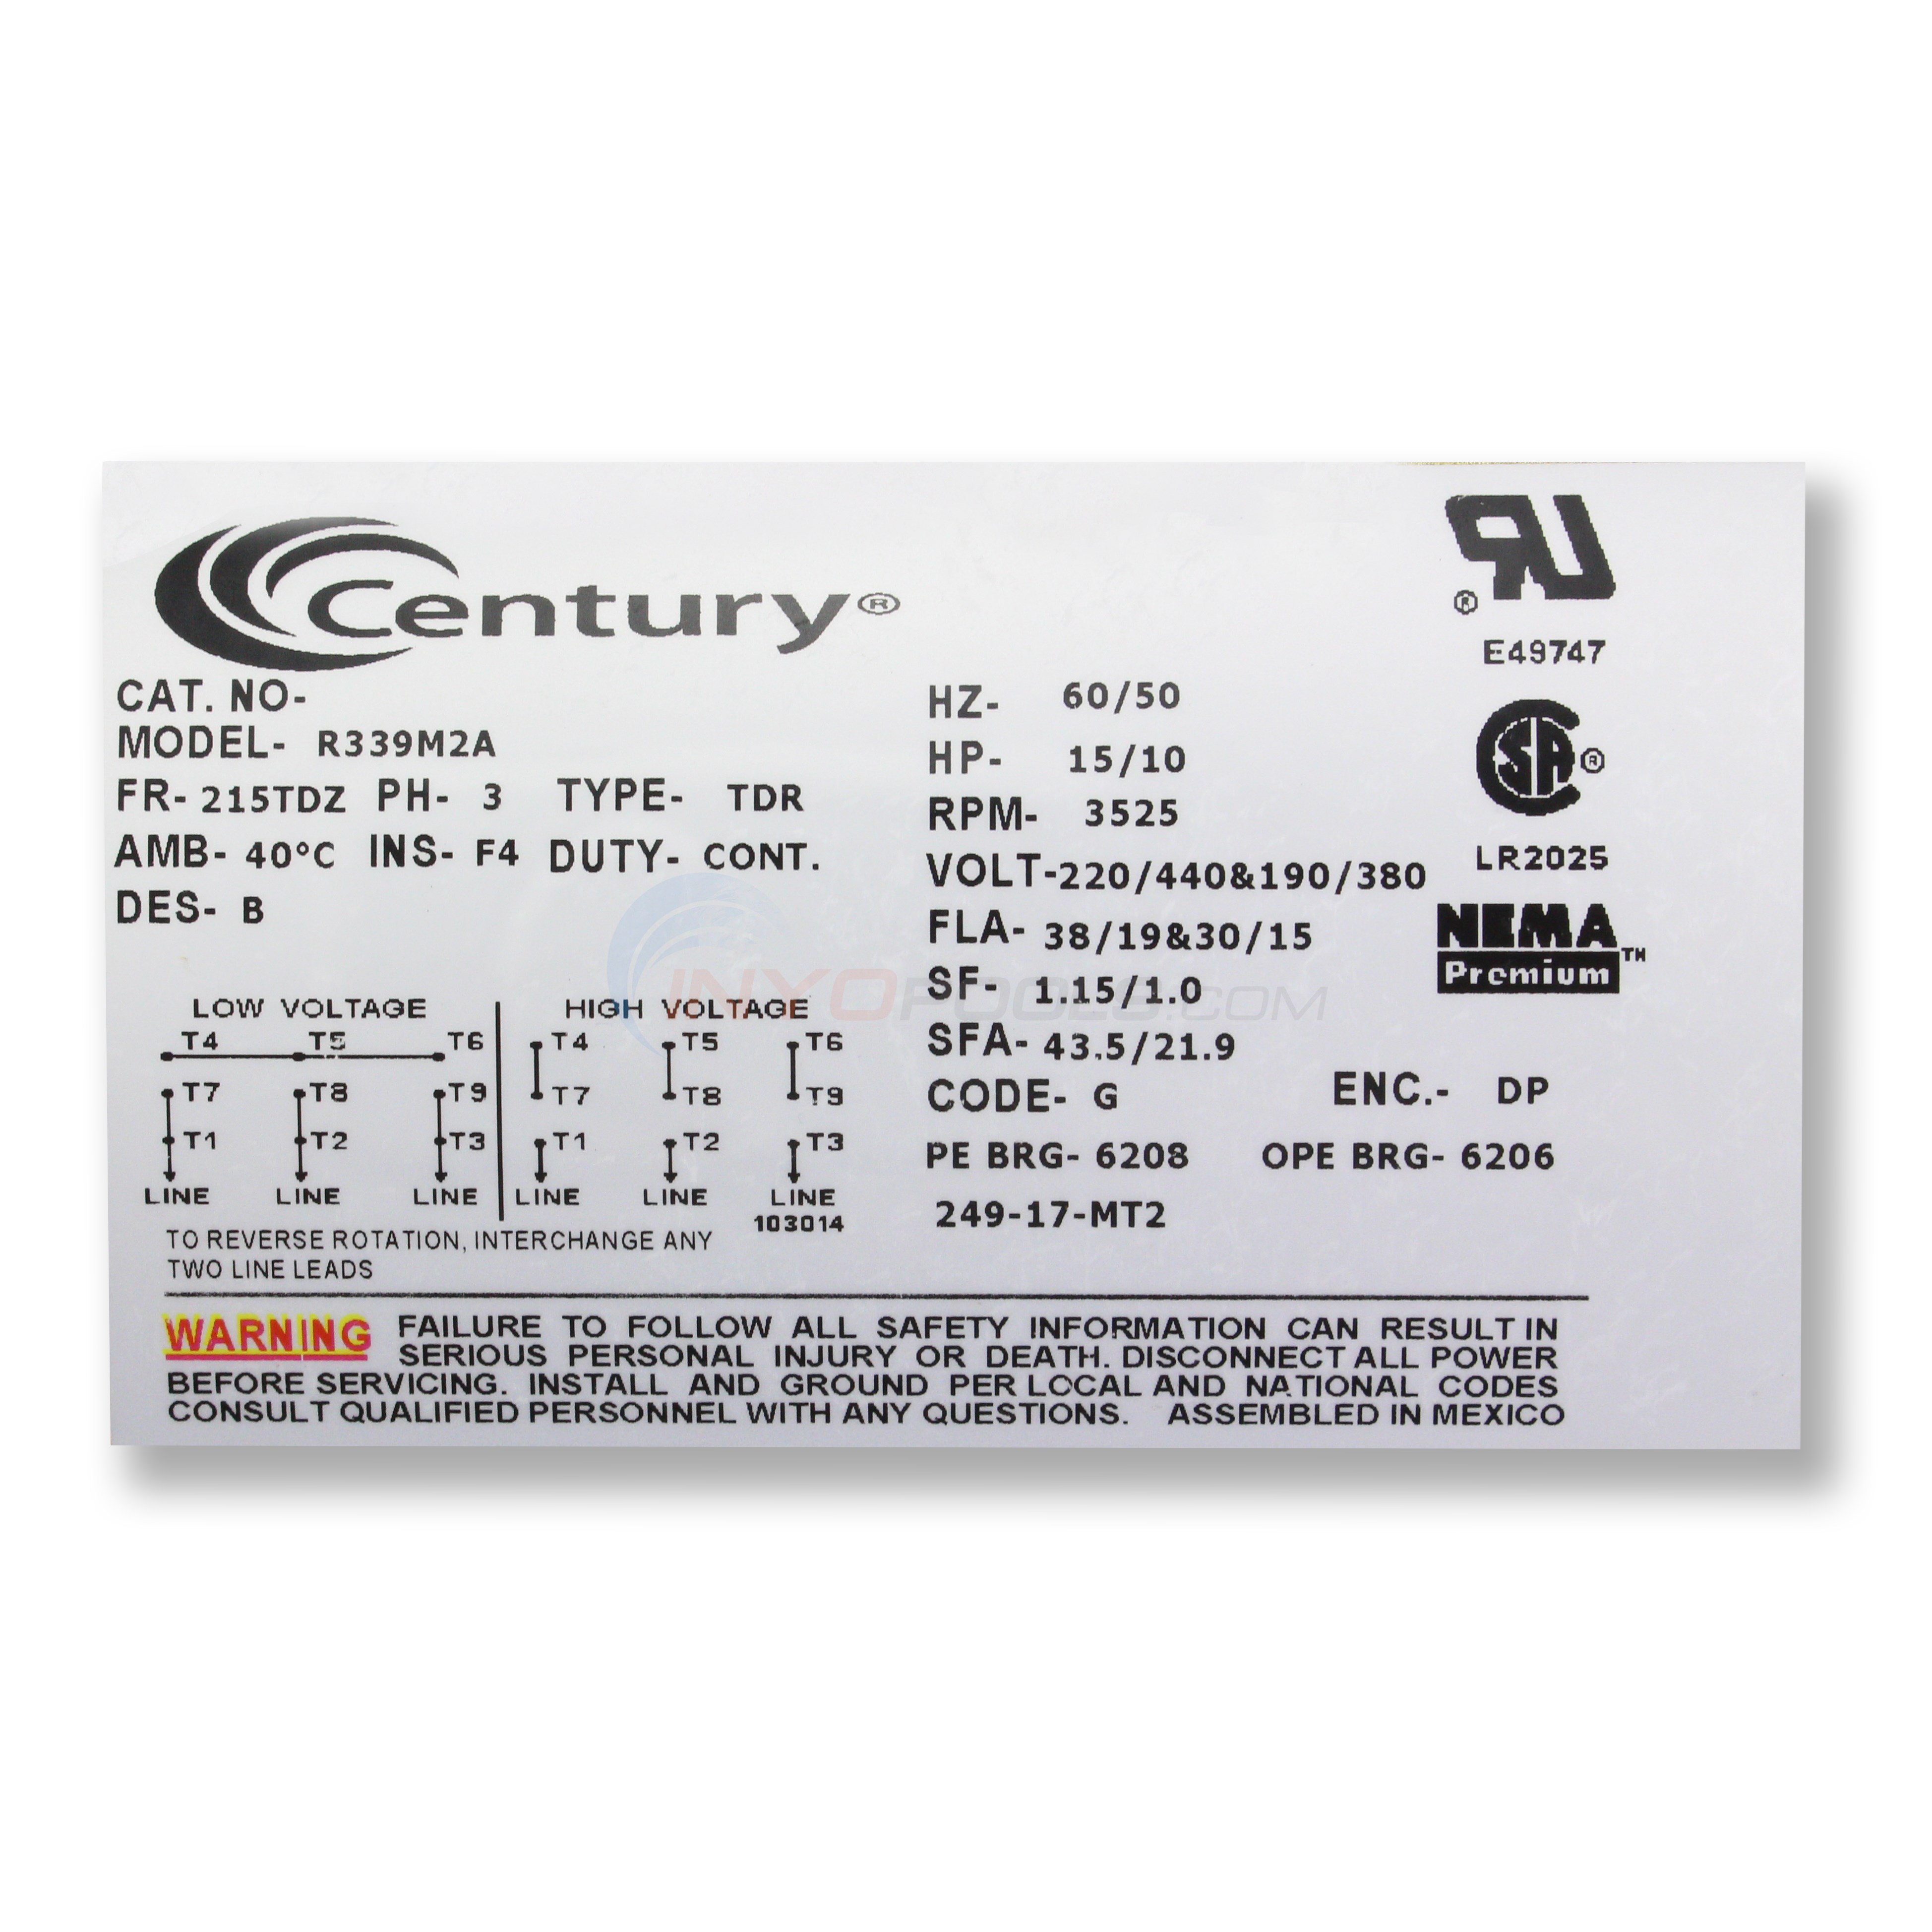 Century®
CAT. NO-
MODEL- R339M2A
FR- 215TDZ PH- 3 TYPE- TDR
AMB- 40°C INS- F4 DUTY- CONT.
DES- B
HZ- 60/50
HP- 15/10
RPM- 3525
VOLT-220/440&190/380
FLA- 38/19&30/15
SF- 1.15/1.0
SFA- 43.5/21.9
CODE- G ENC.- DP
PE BRG- 6208 OPE BRG- 6206
249-17-MT2
RU
®
E49747
CSA®
LR2025
NEMA
Premium™
INYOPOOLS.COM
LOW VOLTAGE
T4 T5 T6
T7 T8 T9
T1 T2 T3
LINE LINE LINE
HIGH VOLTAGE
T4 T5 T6
T7 T8 T9
T1 T2 T3
LINE LINE LINE
103014
TO REVERSE ROTATION, INTERCHANGE ANY
TWO LINE LEADS
WARNING FAILURE TO FOLLOW ALL SAFETY INFORMATION CAN RESULT IN
SERIOUS PERSONAL INJURY OR DEATH. DISCONNECT ALL POWER
BEFORE SERVICING. INSTALL AND GROUND PER LOCAL AND NATIONAL CODES
CONSULT QUALIFIED PERSONNEL WITH ANY QUESTIONS. ASSEMBLED IN MEXICO